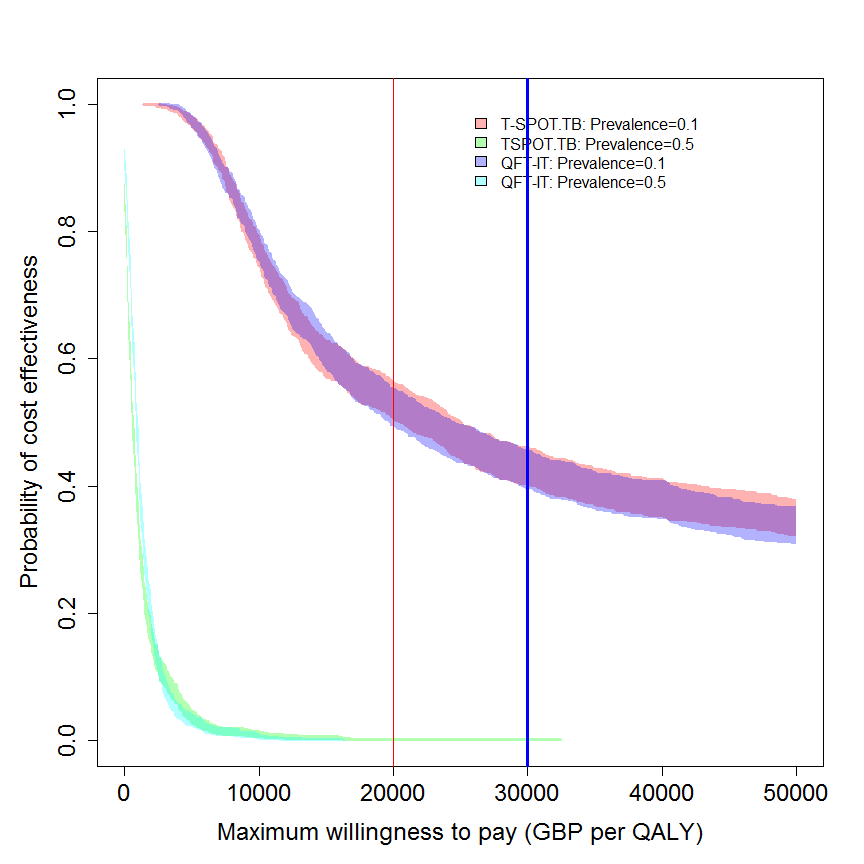 T-SPOT.TB: Prevalence=0.1
TSPOT.TB: Prevalence=0.5
QFT-IT: Prevalence=0.1
QFT-IT: Prevalence=0.5
Probability of cost effectiveness
1.0
0.8
0.6
0.4
0.2
0.0
0 10000 20000 30000 40000 50000
Maximum willingness to pay (GBP per QALY)